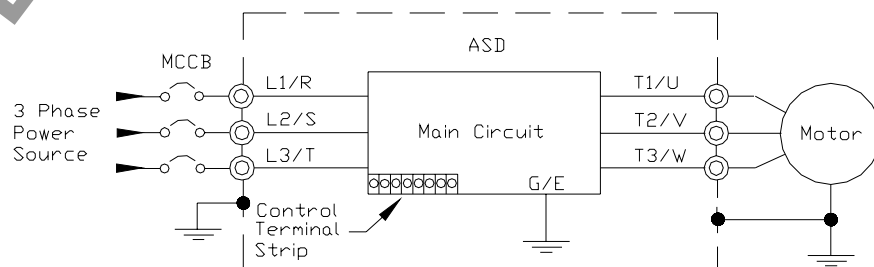 ASD
MCCB
L1/R
T1/U
3 Phase
Power
Source
L2/S
Main Circuit
T2/V
Motor
L3/T
T3/W
G/E
Control
Terminal
Strip